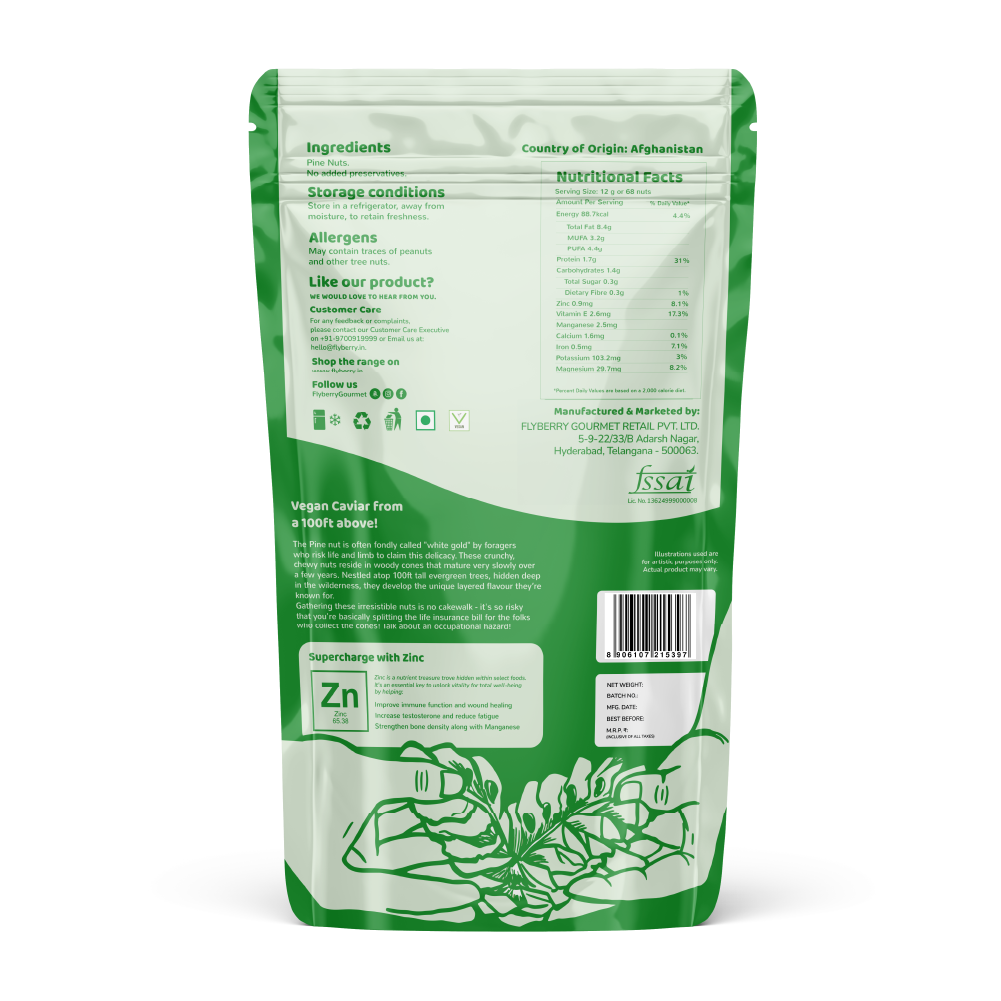 Ingredients
Pine Nuts.
No added preservatives.
Storage conditions
Store in a refrigerator, away from
moisture, to retain freshness.
Allergens
May contain traces of peanuts
and other tree nuts.
Like our product?
WE WOULD LOVE TO HEAR FROM YOU.
Customer Care
For any feedback or complaints,
please contact our Customer Care Executive
on +91-9700919999 or Email us at:
hello@flyberry.in.
Shop the range on
www.flyberry.in
Follow us
FlyberryGourmet
Country of Origin: Afghanistan
Nutritional Facts
Serving Size: 12 g or 68 nuts
Amount Per Serving % Daily Value*
Energy 88.7kcal 4.4%
Total Fat 8.4g
MUFA 3.2g
PUFA 4.4g
Protein 1.7g 31%
Carbohydrates 1.4g
Total Sugar 0.3g
Dietary Fibre 0.3g 1%
Zinc 0.9mg 8.1%
Vitamin E 2.6mg 17.3%
Manganese 2.5mg
Calcium 1.6mg 0.1%
Iron 0.5mg 7.1%
Potassium 103.2mg 3%
Magnesium 29.7mg 8.2%
*Percent Daily Values are based on a 2,000 calorie diet.
Manufactured & Marketed by:
FLYBERRY GOURMET RETAIL PVT. LTD.
5-9-22/33/B Adarsh Nagar,
Hyderabad, Telangana - 500063.
fssai
Lic. No. 13624999000008
Vegan Caviar from
a 100ft above!
The Pine nut is often fondly called "white gold" by foragers
who risk life and limb to claim this delicacy. These crunchy,
chewy nuts reside in woody cones that mature very slowly over
a few years. Nestled atop 100ft tall evergreen trees, hidden deep
in the wilderness, they develop the unique layered flavour they're
known for.
Gathering these irresistible nuts is no cakewalk - it's so risky
that you're basically splitting the life insurance bill for the folks
who collect the cones! Talk about an occupational hazard!
Illustrations used are
for artistic purposes only.
Actual product may vary.
8 906107 215397
Supercharge with Zinc
Zn
Zinc
65.38
Zinc is a nutrient treasure trove hidden within select foods.
It's an essential key to unlock vitality for total well-being
by helping:
Improve immune function and wound healing
Increase testosterone and reduce fatigue
Strengthen bone density along with Manganese
NET WEIGHT:
BATCH NO.:
MFG. DATE:
BEST BEFORE:
M.R.P. ₹:
(INCLUSIVE OF ALL TAXES)